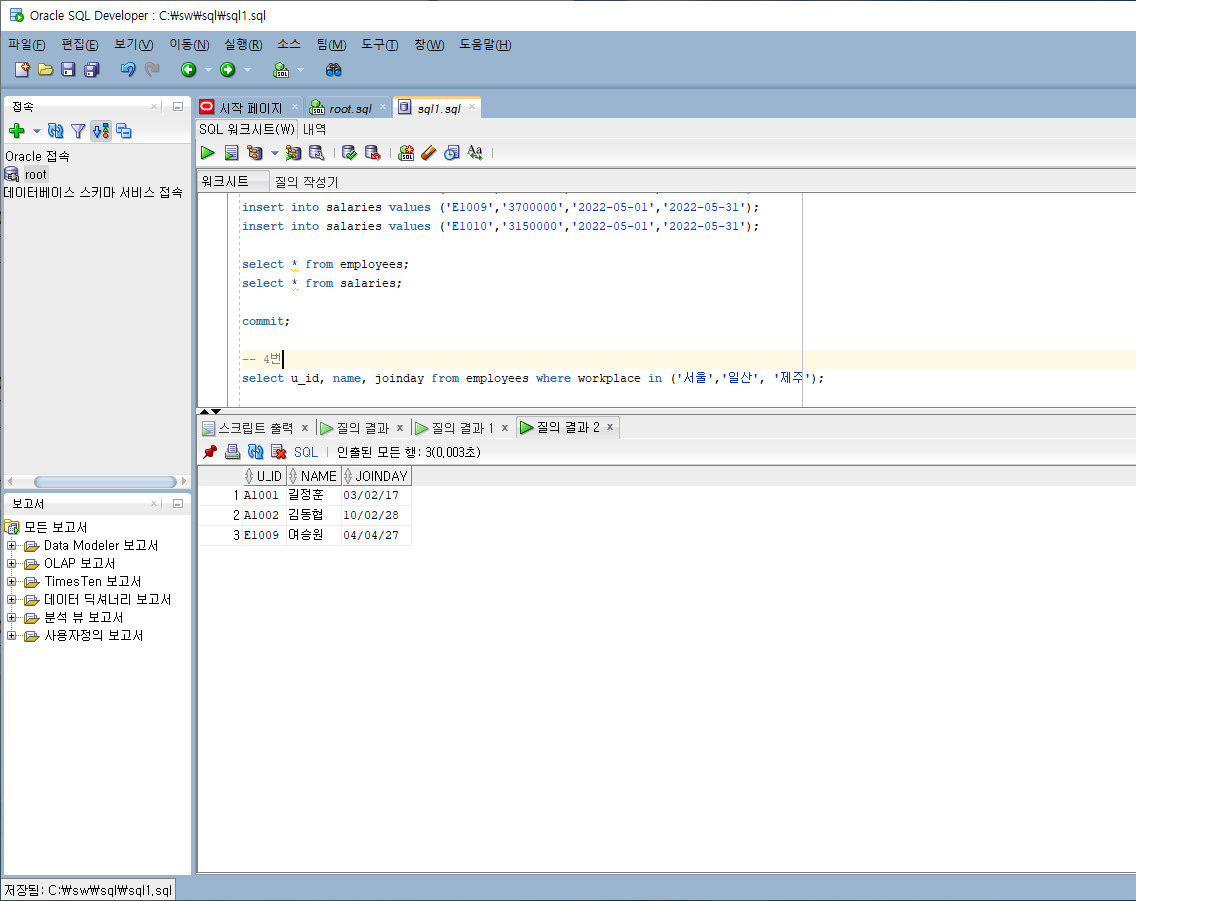 Oracle SQL Developer : C:₩sw₩sql₩sql1.sql
파일(F) 편집(E) 보기(V) 이동(N) 실행(R) 소스 팀(M) 도구(T) 창(W) 도움말(H)
접속
Oracle 접속
root
데이터베이스 스키마 서비스 접속
시작 페이지 root.sql sql1.sql
SQL 워크시트(W) 내역
워크시트 질의 작성기
insert into salaries values ('E1009','3700000','2022-05-01','2022-05-31');
insert into salaries values ('E1010','3150000','2022-05-01','2022-05-31');
select * from employees;
select * from salaries;
commit;
-- 4번
select u_id, name, joinday from employees where workplace in ('서울','일산', '제주');
스크립트 출력 x 질의 결과 x 질의 결과 1 x 질의 결과 2 x
SQL 인출된 모든 행: 3(0,003초)
U_ID NAME JOINDAY
1 A1001 길정훈 03/02/17
2 A1002 김동협 10/02/28
3 E1009 여승원 04/04/27
보고서
모든 보고서
Data Modeler 보고서
OLAP 보고서
TimesTen 보고서
데이터 딕셔너리 보고서
분석 뷰 보고서
사용자정의 보고서
저장됨: C:₩sw₩sql₩sql1.sql